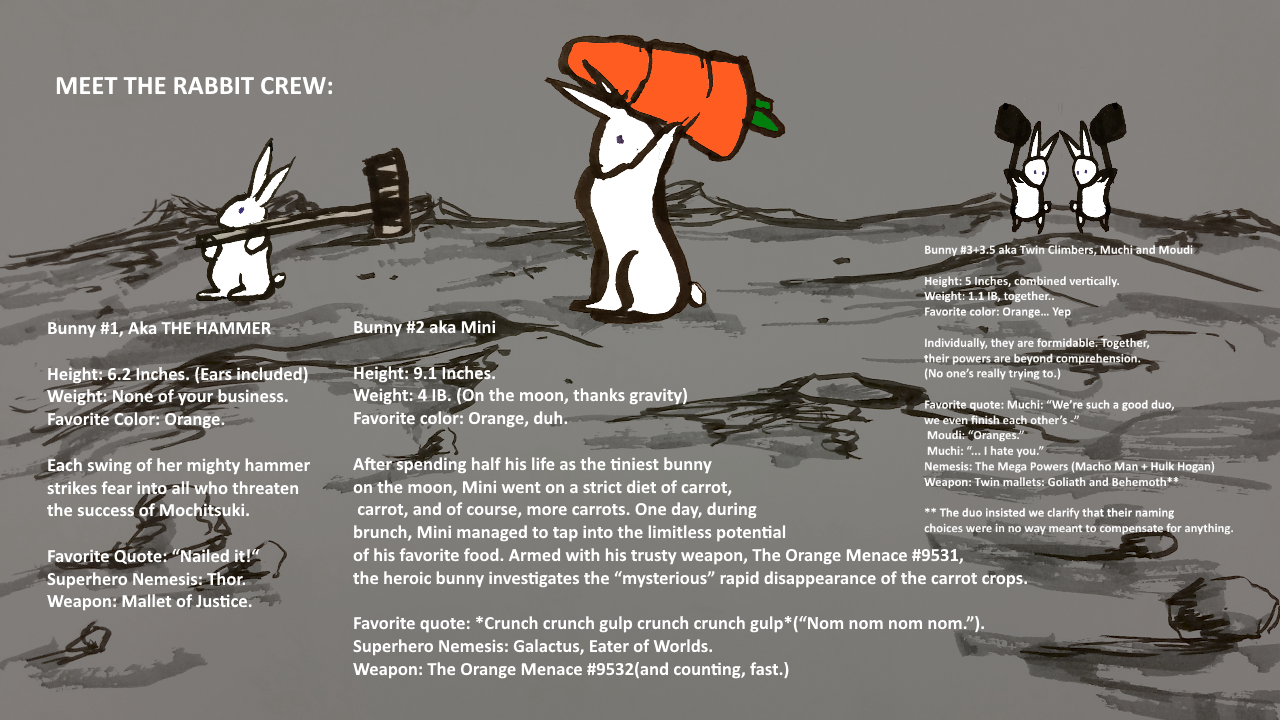 MEET THE RABBIT CREW:
Bunny #1, Aka THE HAMMER
Height: 6.2 Inches. (Ears included)
Weight: None of your business.
Favorite Color: Orange.
Each swing of her mighty hammer
strikes fear into all who threaten
the success of Mochitsuki.
Favorite Quote: “Nailed it!“
Superhero Nemesis: Thor.
Weapon: Mallet of Justice.
Bunny #2 aka Mini
Height: 9.1 Inches.
Weight: 4 IB. (On the moon, thanks gravity)
Favorite color: Orange, duh.
After spending half his life as the tiniest bunny
on the moon, Mini went on a strict diet of carrot,
carrot, and of course, more carrots. One day, during
brunch, Mini managed to tap into the limitless potential
of his favorite food. Armed with his trusty weapon, The Orange Menace #9531,
the heroic bunny investigates the “mysterious” rapid disappearance of the carrot crops.
Favorite quote: *Crunch crunch gulp crunch crunch gulp*(“Nom nom nom nom.”).
Superhero Nemesis: Galactus, Eater of Worlds.
Weapon: The Orange Menace #9532(and counting, fast.)
Bunny #3+3.5 aka Twin Climbers, Muchi and Moudi
Height: 5 Inches, combined vertically.
Weight: 1.1 IB, together..
Favorite color: Orange... Yep
Individually, they are formidable. Together,
their powers are beyond comprehension.
(No one’s really trying to.)
Favorite quote: Muchi: “We’re such a good duo,
we even finish each other’s -”
Moudi: “Oranges.”
Muchi: “... I hate you.”
Nemesis: The Mega Powers (Macho Man + Hulk Hogan)
Weapon: Twin mallets: Goliath and Behemoth**
** The duo insisted we clarify that their naming
choices were in no way meant to compensate for anything.